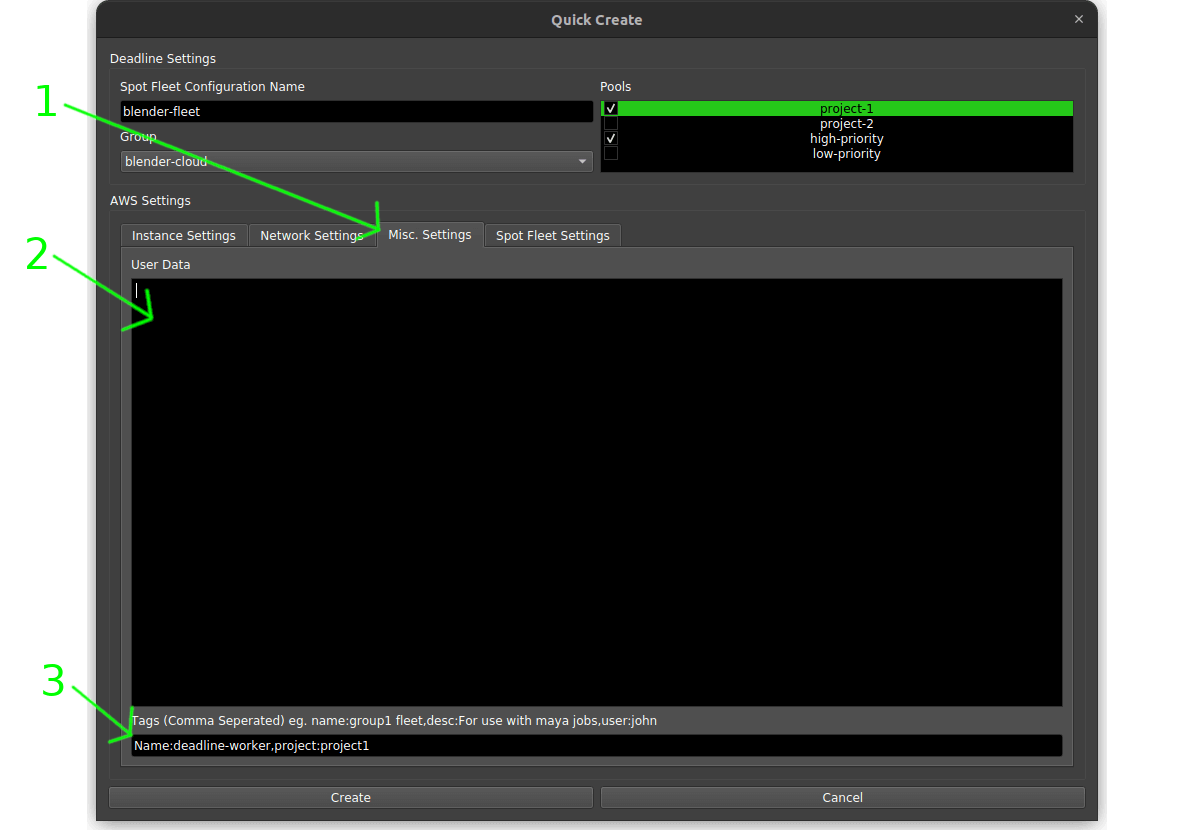 Quick Create
Deadline Settings
Spot Fleet Configuration Name
blender-fleet
Group
blender-cloud
Pools
project-1
project-2
high-priority
low-priority
AWS Settings
Instance Settings
Network Settings
Misc. Settings
Spot Fleet Settings
User Data
Tags (Comma Seperated) eg. name:group1 fleet,desc:For use with maya jobs,user:john
Name:deadline-worker,project:project1
Create
Cancel
1
2
3